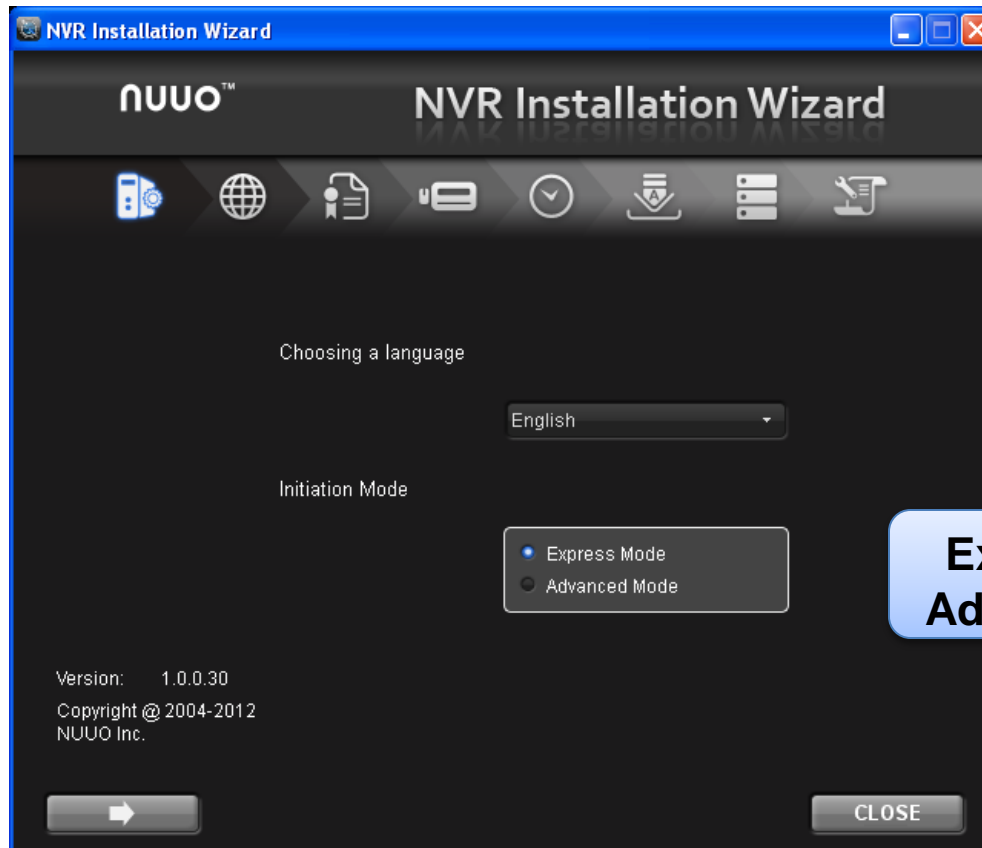 NVR Installation Wizard
nuuo™
NVR Installation Wizard
Choosing a language
English
Initiation Mode
Express Mode
Advanced Mode
Version: 1.0.0.30
Copyright @ 2004-2012
NUUO Inc.
CLOSE